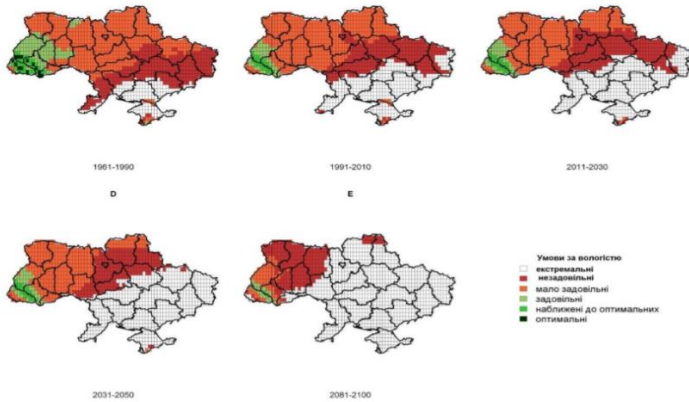 1961-1990
1991-2010
2011-2030
D
E
Умови за вологістю
екстремальні
незадовільні
мало задовільні
задовільні
наближені до оптимальних
оптимальні
2031-2050
2081-2100